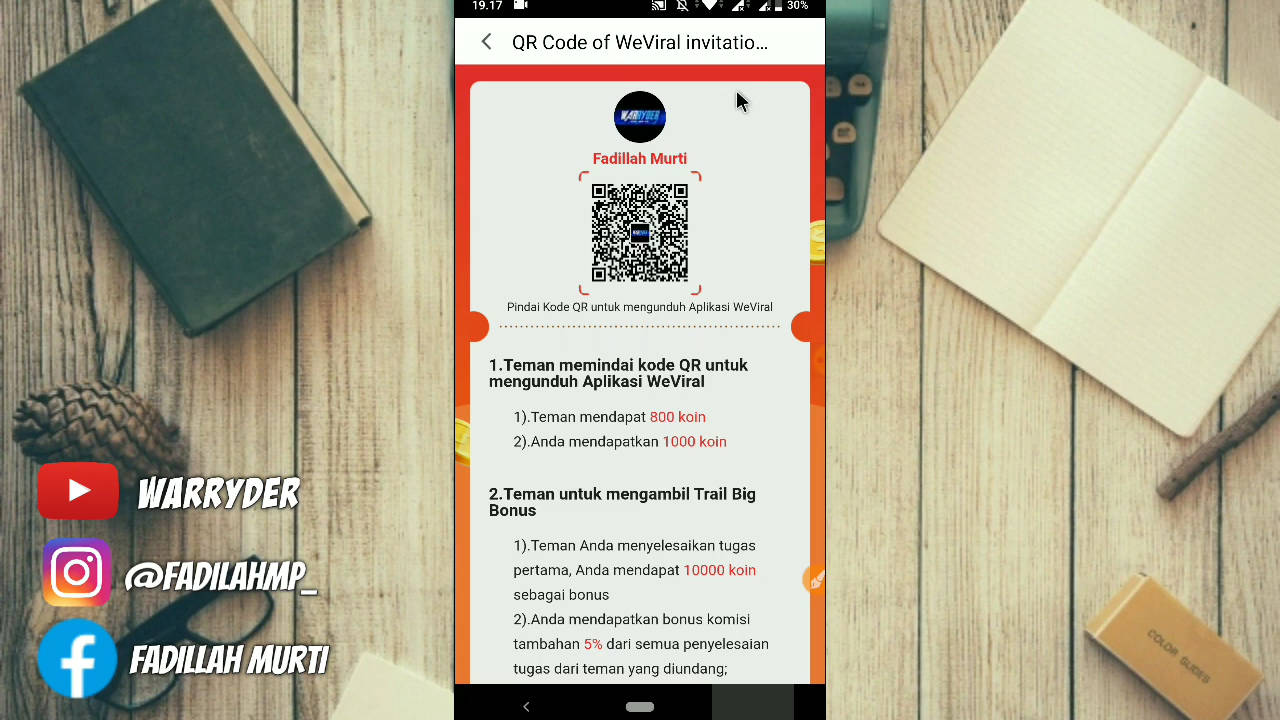 19.17
30%
QR Code of WeViral invitatio...
WARRYDER
Fadillah Murti
Pindai Kode QR untuk mengunduh Aplikasi WeViral
1.Teman memindai kode QR untuk
mengunduh Aplikasi WeViral
1).Teman mendapat 800 koin
2).Anda mendapatkan 1000 koin
2.Teman untuk mengambil Trail Big
Bonus
1).Teman Anda menyelesaikan tugas
pertama, Anda mendapat 10000 koin
sebagai bonus
2).Anda mendapatkan bonus komisi
tambahan 5% dari semua penyelesaian
tugas dari teman yang diundang;
WARRYDER
@FADILAHMP_
FADILLAH MURTI
COLOR SLIDES